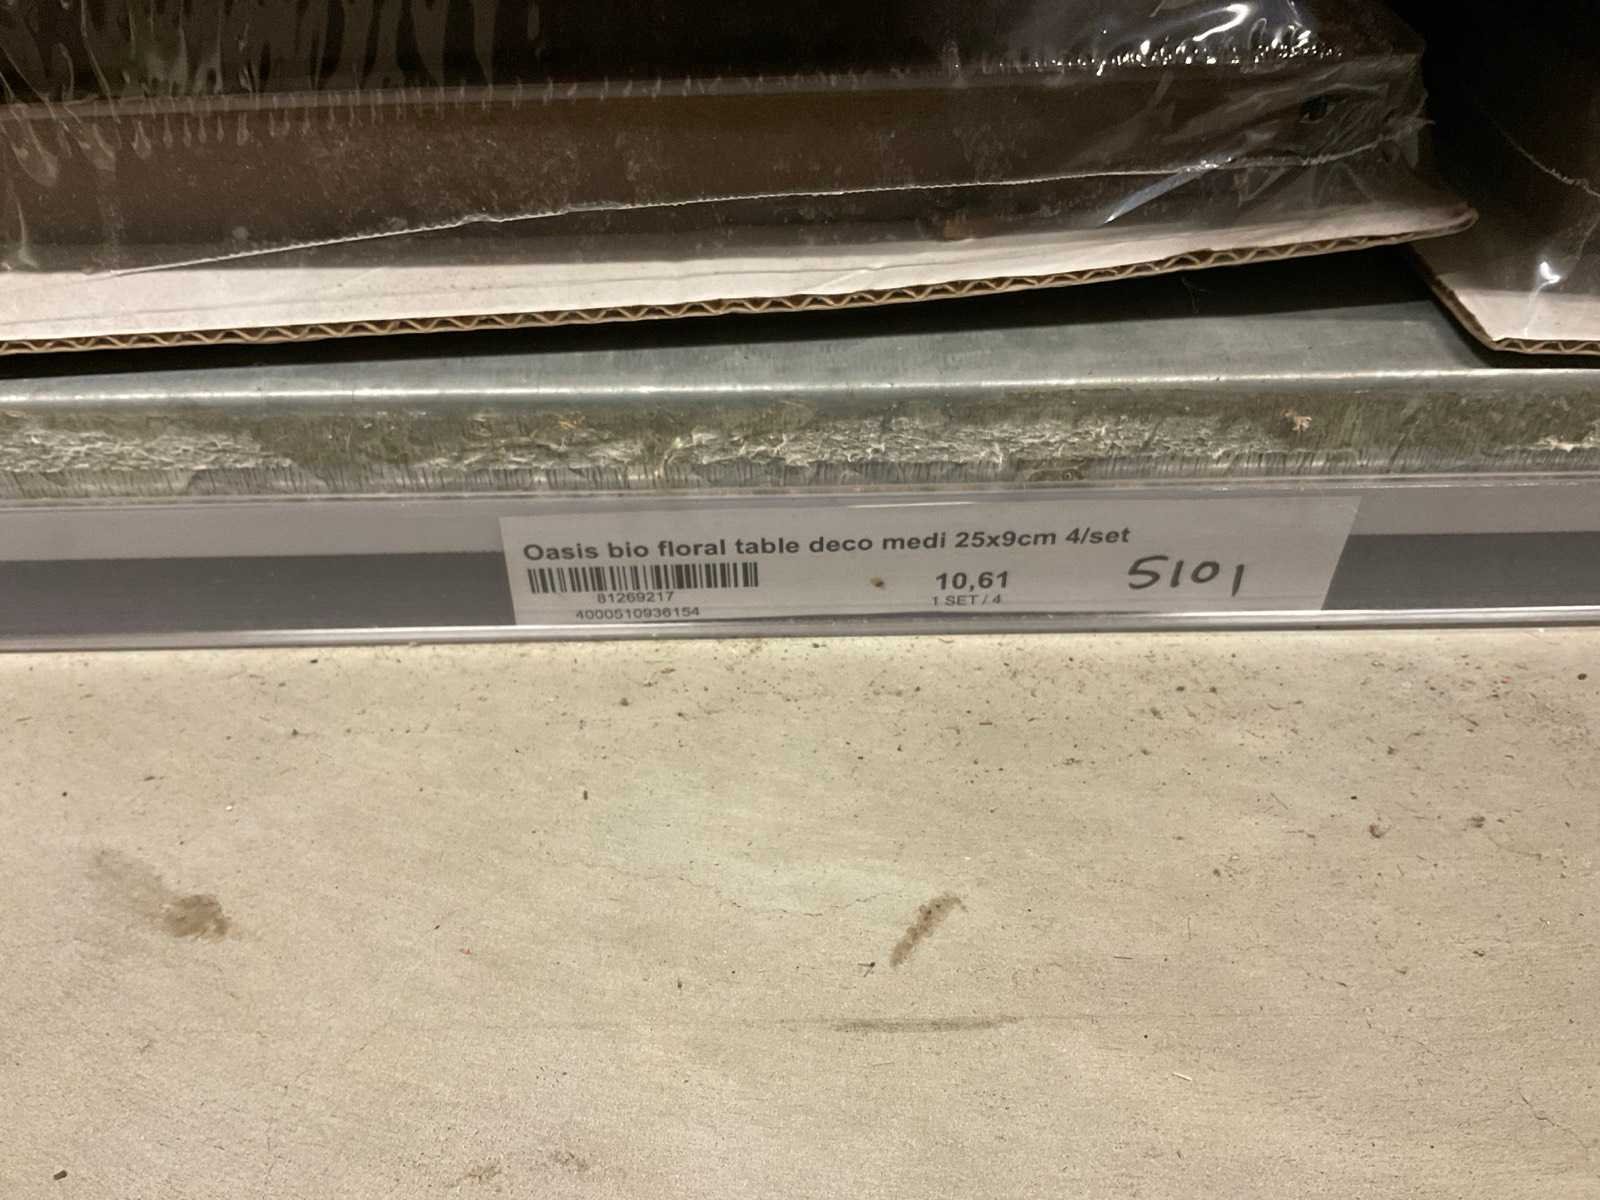 Oasis bio floral table deco medi 25x9cm 4/set
81269217
4000510936154
10,61
1 SET / 4
5101